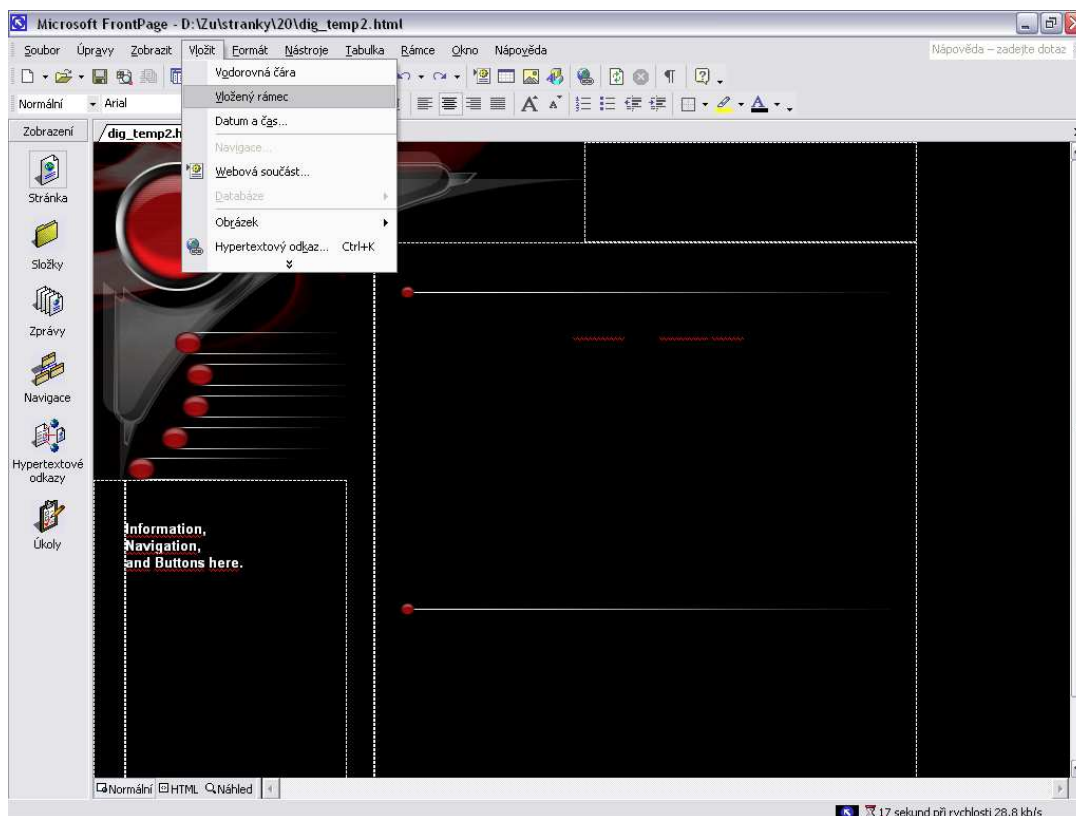 Microsoft FrontPage - D:\Zu\stranky\20\dig_temp2.html
Soubor Úpravy Zobrazit Vložit Formát Nástroje Tabulka Rámce Okno Nápověda Nápověda – zadejte dotaz
Normální Arial
Vodorovná čára
Vložený rámec
Datum a čas...
Navigace...
Webová součást...
Databáze
Obrázek
Hypertextový odkaz... Ctrl+K
Zobrazení
dig_temp2.h
Stránka
Složky
Zprávy
Navigace
Hypertextové
odkazy
Úkoly
Information,
Navigation,
and Buttons here.
Normální HTML Náhled
17 sekund při rychlosti 28.8 kb/s